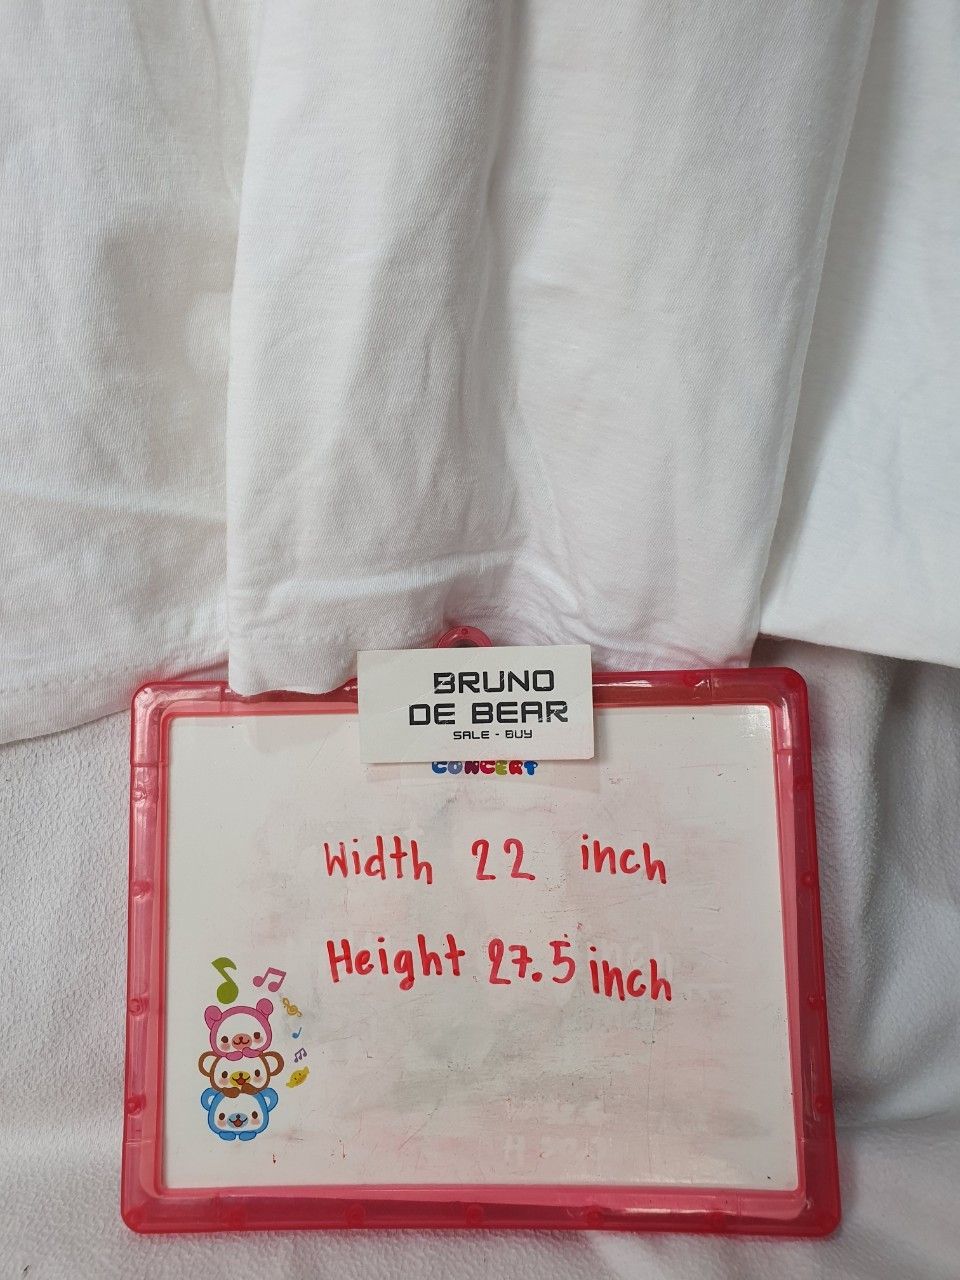 BRUNO
DE BEAR
SALE - BUY
CONCERT
Width 22 inch
Height 27.5 inch